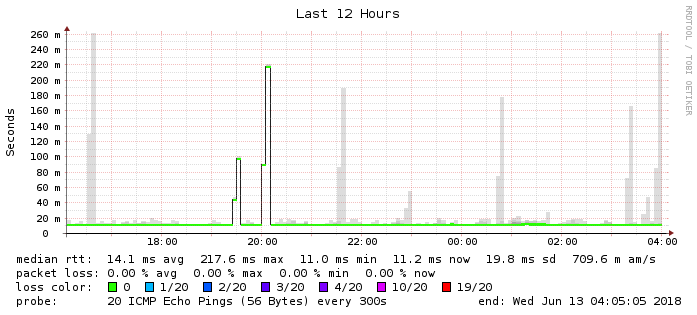 Last 12 Hours
RRDTOOL / TOBI OETIKER
Seconds
260 m
240 m
220 m
200 m
180 m
160 m
140 m
120 m
100 m
80 m
60 m
40 m
20 m
0
18:00 20:00 22:00 00:00 02:00 04:00
median rtt: 14.1 ms avg 217.6 ms max 11.0 ms min 11.2 ms now 19.8 ms sd 709.6 m am/s
packet loss: 0.00 % avg 0.00 % max 0.00 % min 0.00 % now
loss color: 0 1/20 2/20 3/20 4/20 10/20 19/20
probe: 20 ICMP Echo Pings (56 Bytes) every 300s end: Wed Jun 13 04:05:05 2018